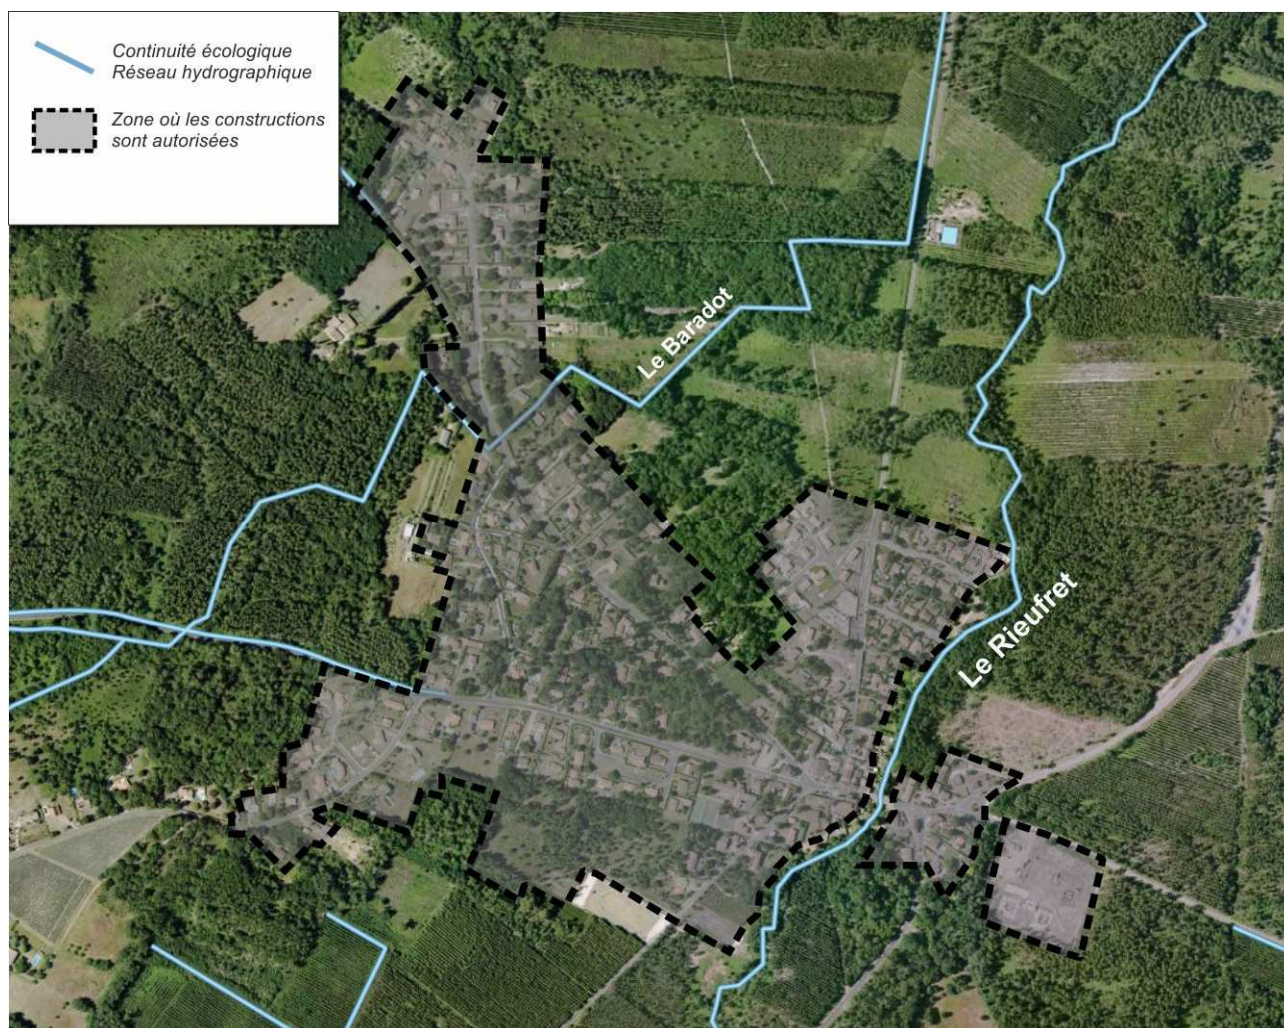 Continuité écologique
Réseau hydrographique
Zone où les constructions
sont autorisées
Le Baradot
Le Rieufret